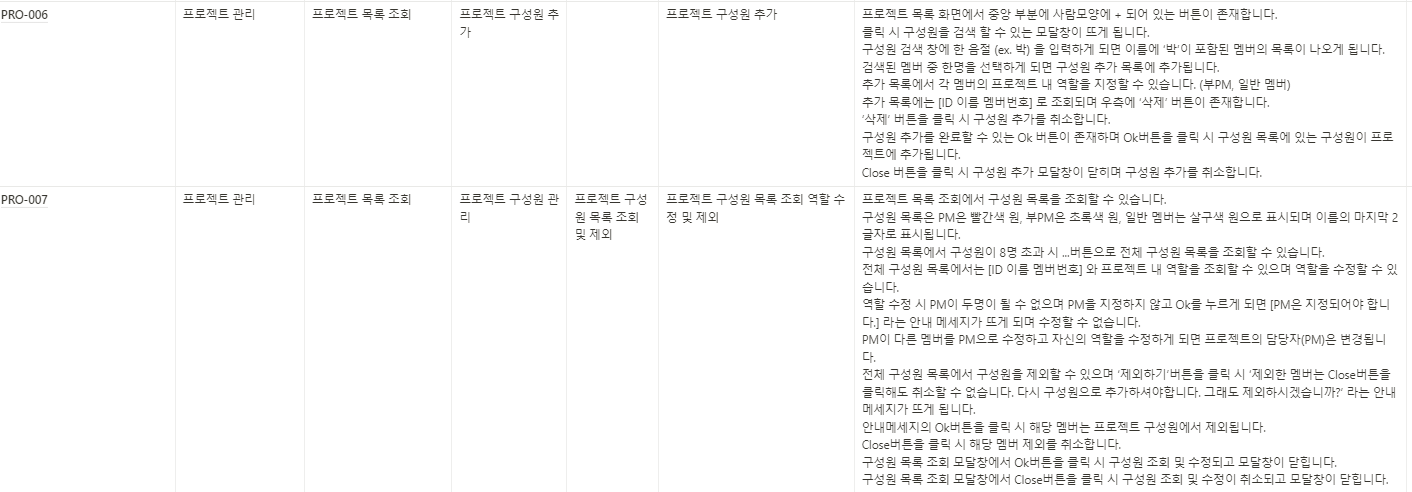 PRO-006
프로젝트 관리
프로젝트 목록 조회
프로젝트 구성원 추
가
프로젝트 구성원 추가
프로젝트 목록 화면에서 중앙 부분에 사람모양에 + 되어 있는 버튼이 존재합니다.
클릭 시 구성원을 검색 할 수 있는 모달창이 뜨게 됩니다.
구성원 검색 창에 한 음절 (ex. 박) 을 입력하게 되면 이름에 '박'이 포함된 멤버의 목록이 나오게 됩니다.
검색된 멤버 중 한명을 선택하게 되면 구성원 추가 목록에 추가됩니다.
추가 목록에서 각 멤버의 프로젝트 내 역할을 지정할 수 있습니다. (부PM, 일반 멤버)
추가 목록에는 [ID 이름 멤버번호] 로 조회되며 우측에 '삭제' 버튼이 존재합니다.
'삭제' 버튼을 클릭 시 구성원 추가를 취소합니다.
구성원 추가를 완료할 수 있는 Ok 버튼이 존재하며 Ok버튼을 클릭 시 구성원 목록에 있는 구성원이 프로
젝트에 추가됩니다.
Close 버튼을 클릭 시 구성원 추가 모달창이 닫히며 구성원 추가를 취소합니다.
PRO-007
프로젝트 관리
프로젝트 목록 조회
프로젝트 구성원 관
리
프로젝트 구성
원 목록 조회
및 제외
프로젝트 구성원 목록 조회 역할 수
정 및 제외
프로젝트 목록 조회에서 구성원 목록을 조회할 수 있습니다.
구성원 목록은 PM은 빨간색 원, 부PM은 초록색 원, 일반 멤버는 살구색 원으로 표시되며 이름의 마지막 2
글자로 표시됩니다.
구성원 목록에서 구성원이 8명 초과 시 ...버튼으로 전체 구성원 목록을 조회할 수 있습니다.
전체 구성원 목록에서는 [ID 이름 멤버번호] 와 프로젝트 내 역할을 조회할 수 있으며 역할을 수정할 수 있
습니다.
역할 수정 시 PM이 두명이 될 수 없으며 PM을 지정하지 않고 Ok를 누르게 되면 [PM은 지정되어야 합니
다.] 라는 안내 메세지가 뜨게 되며 수정할 수 없습니다.
PM이 다른 멤버를 PM으로 수정하고 자신의 역할을 수정하게 되면 프로젝트의 담당자(PM)은 변경됩니
다.
전체 구성원 목록에서 구성원을 제외할 수 있으며 '제외하기'버튼을 클릭 시 '제외한 멤버는 Close버튼을
클릭해도 취소할 수 없습니다. 다시 구성원으로 추가하셔야합니다. 그래도 제외하시겠습니까?' 라는 안내
메세지가 뜨게 됩니다.
안내메세지의 Ok버튼을 클릭 시 해당 멤버는 프로젝트 구성원에서 제외됩니다.
Close버튼을 클릭 시 해당 멤버 제외를 취소합니다.
구성원 목록 조회 모달창에서 Ok버튼을 클릭 시 구성원 조회 및 수정되고 모달창이 닫힙니다.
구성원 목록 조회 모달창에서 Close버튼을 클릭 시 구성원 조회 및 수정이 취소되고 모달창이 닫힙니다.